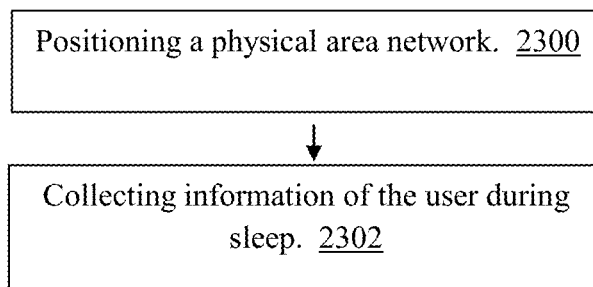 Positioning a physical area network. 2300
Collecting information of the user during
sleep. 2302